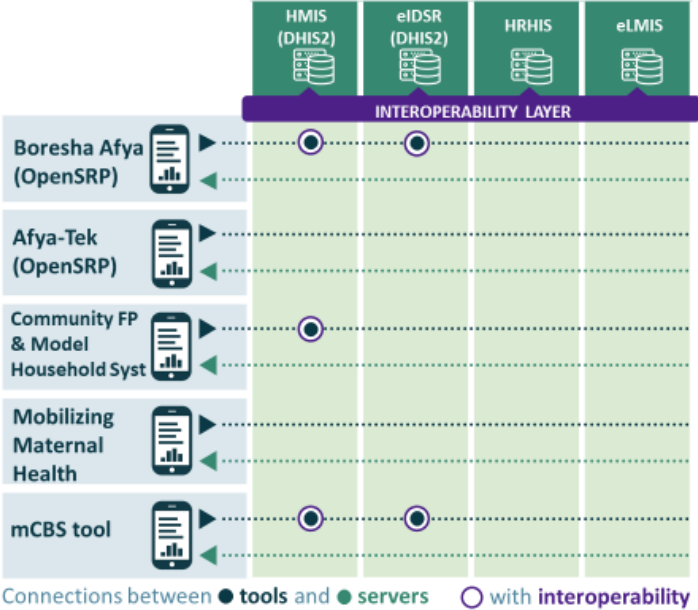 HMIS
(DHIS2)
eIDSR
(DHIS2)
HRHIS
eLMIS
INTEROPERABILITY LAYER
Boresha Afya
(OpenSRP)
Afya-Tek
(OpenSRP)
Community FP
& Model
Household Syst
Mobilizing
Maternal
Health
mCBS tool
Connections between tools and servers with interoperability